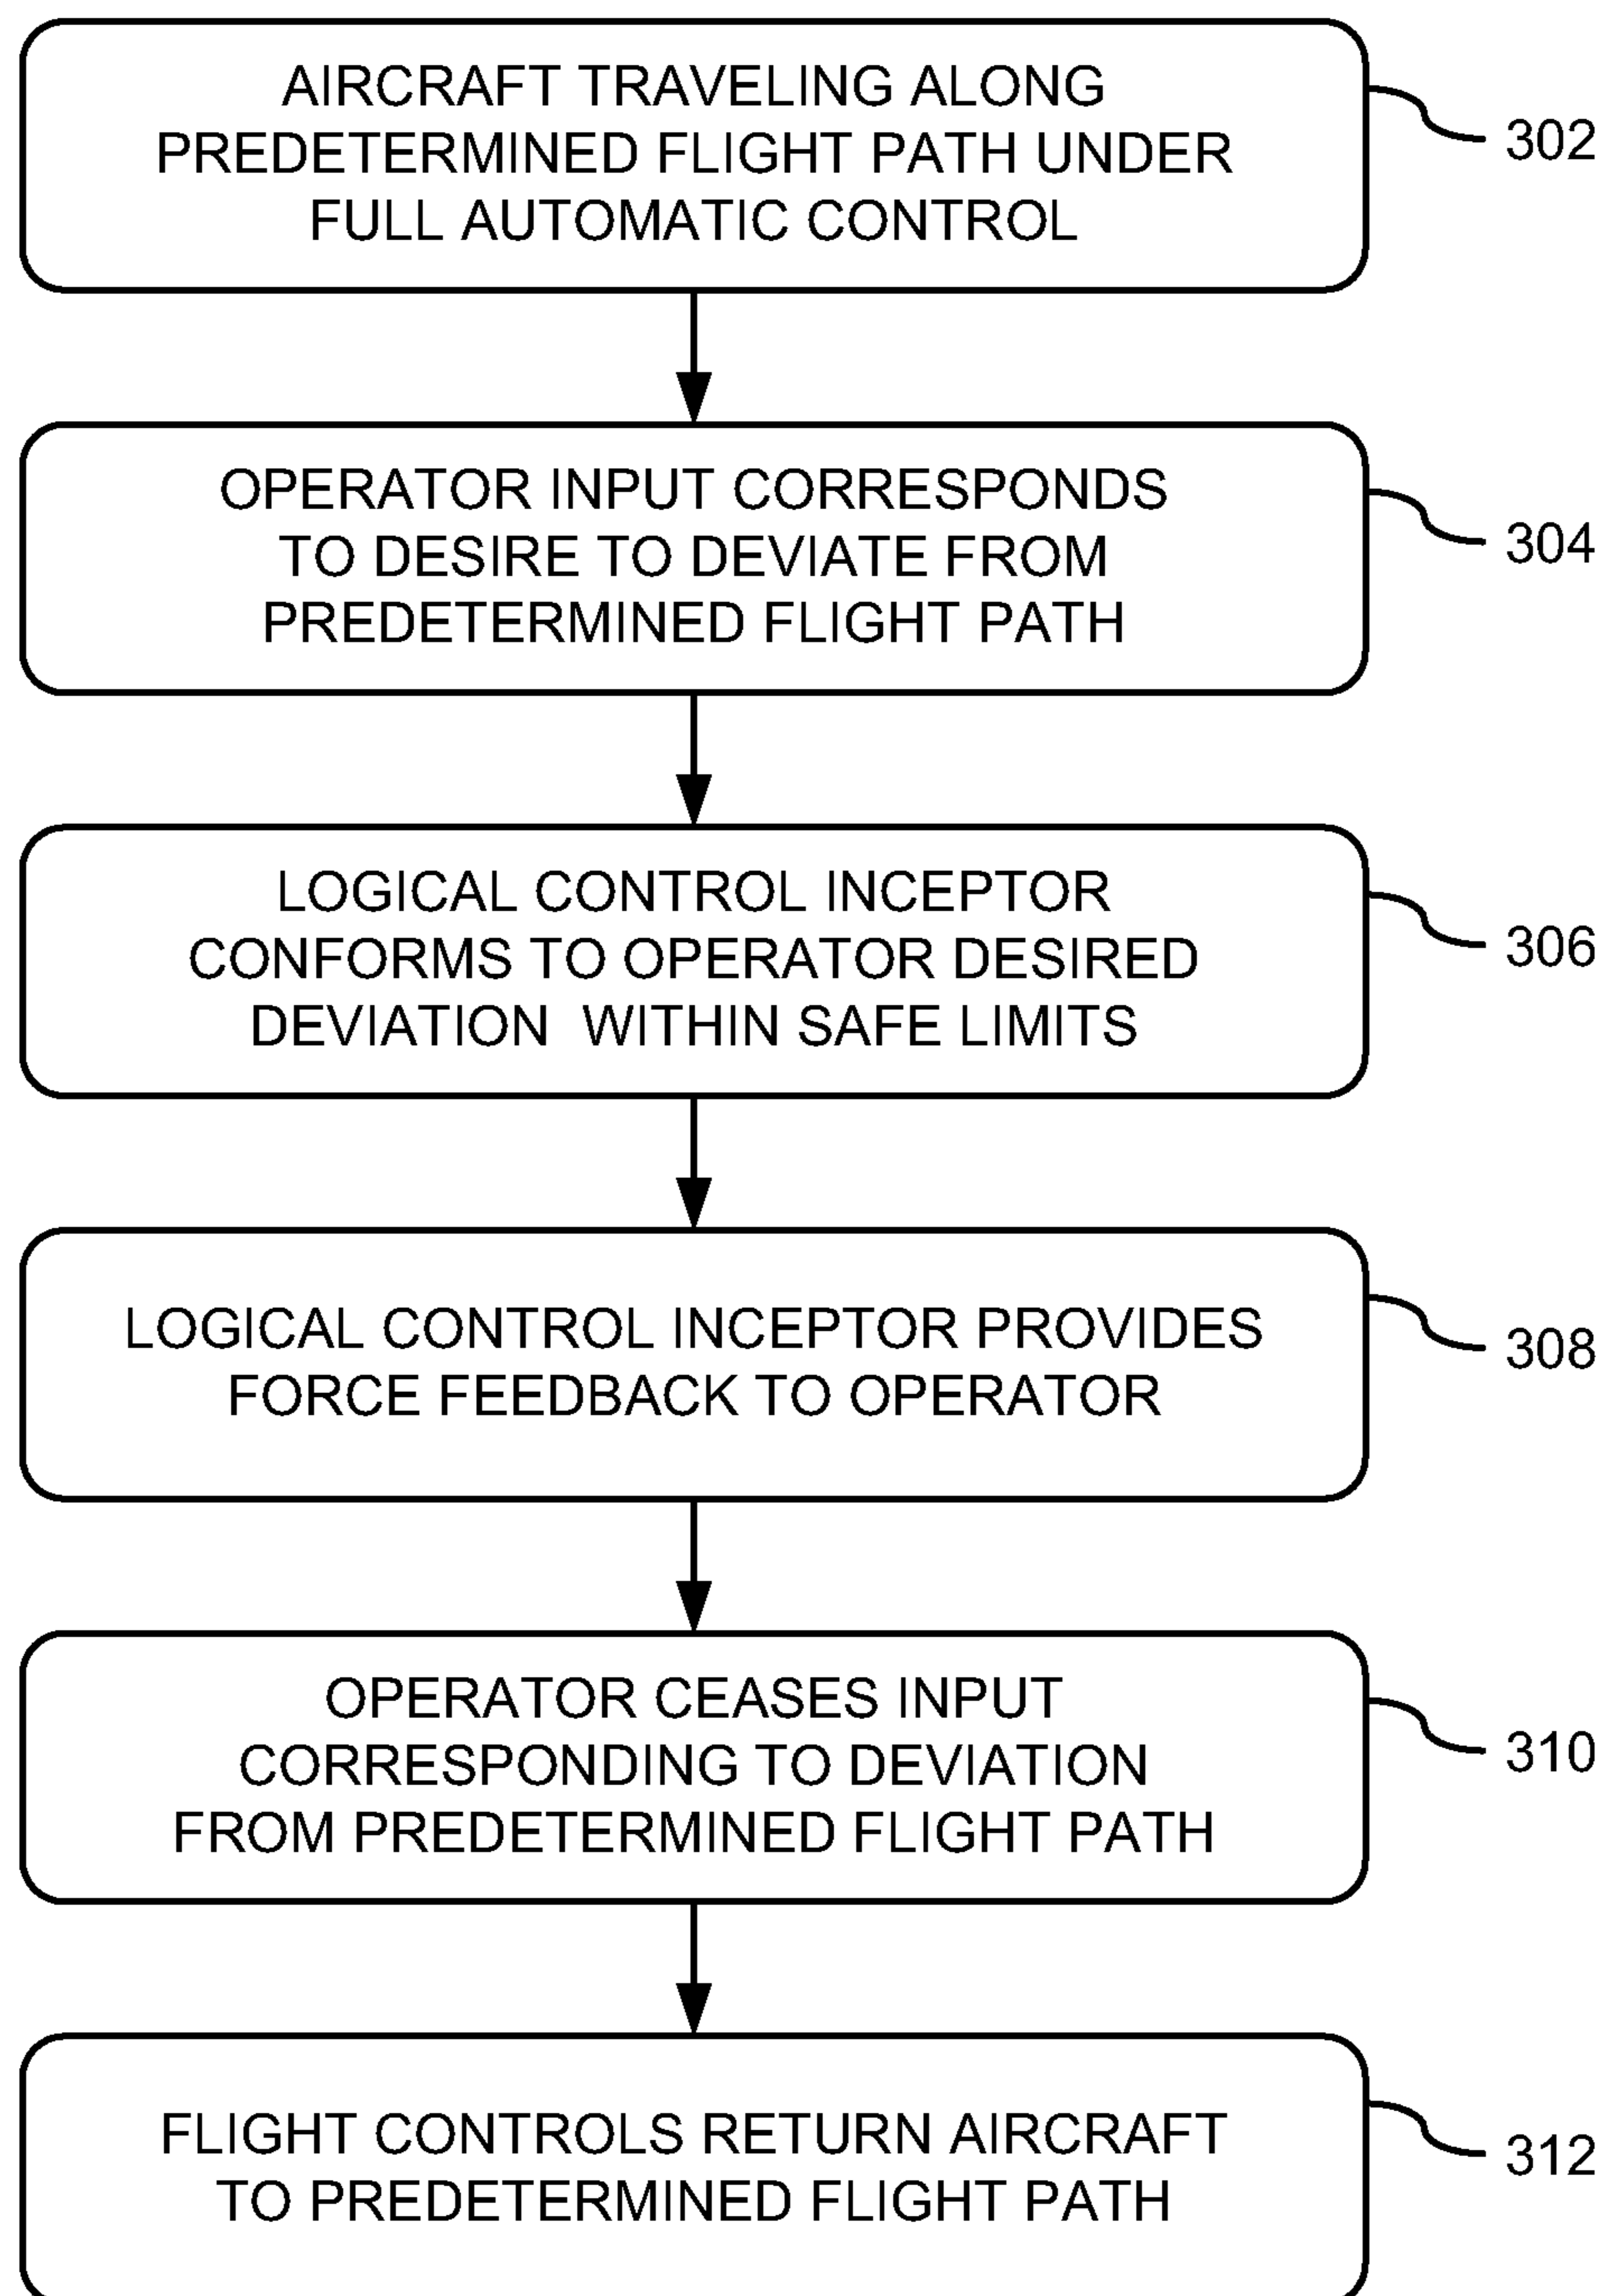 AIRCRAFT TRAVELING ALONG
PREDETERMINED FLIGHT PATH UNDER
FULL AUTOMATIC CONTROL
302
OPERATOR INPUT CORRESPONDS
TO DESIRE TO DEVIATE FROM
PREDETERMINED FLIGHT PATH
304
LOGICAL CONTROL INCEPTOR
CONFORMS TO OPERATOR DESIRED
DEVIATION WITHIN SAFE LIMITS
306
LOGICAL CONTROL INCEPTOR PROVIDES
FORCE FEEDBACK TO OPERATOR
308
OPERATOR CEASES INPUT
CORRESPONDING TO DEVIATION
FROM PREDETERMINED FLIGHT PATH
310
FLIGHT CONTROLS RETURN AIRCRAFT
TO PREDETERMINED FLIGHT PATH
312